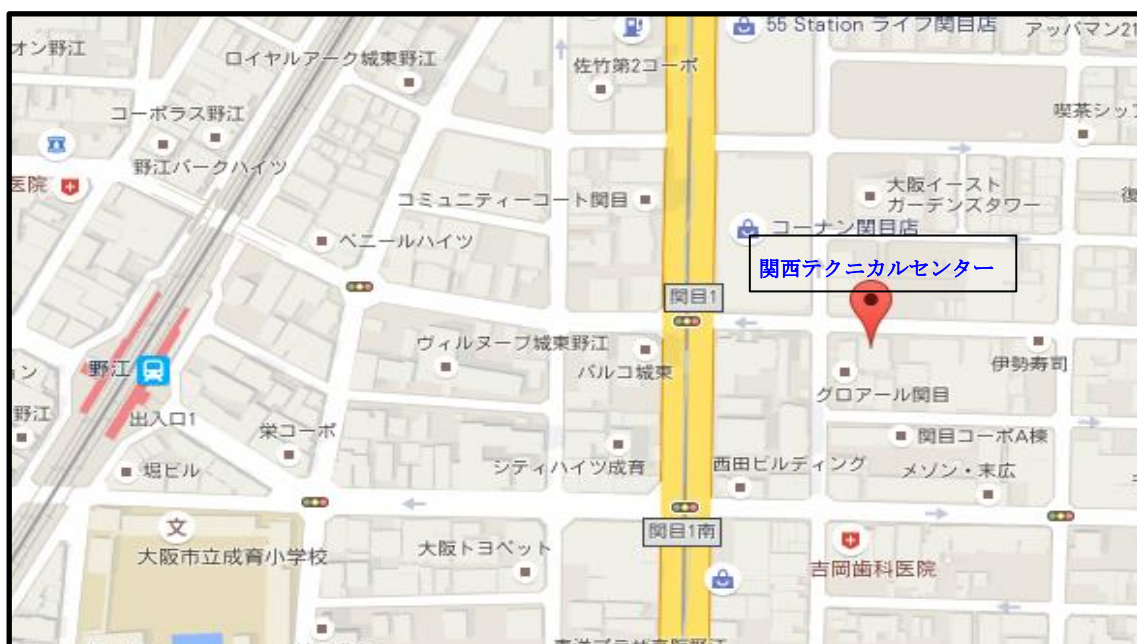 55 Station ライフ関目店
アッパマン21
オン野江
ロイヤルアーク城東野江
佐竹第2コーポ
コーポラス野江
喫茶シップ
野江パークハイツ
医院
大阪イースト
ガーデンズタワー
コミュニティーコート関目
復
コーナン関目店
ベニールハイツ
関西テクニカルセンター
関目1
ヴィルヌーブ城東野江
伊勢寿司
野江
バルコ城東
ョン
グロアール関目
野江
出入口1
栄コーポ
関目コーポA棟
シティハイツ成育
西田ビルディング
メゾン・末広
堀ビル
関目1南
文
大阪市立成育小学校
大阪トヨペット
吉岡歯科医院